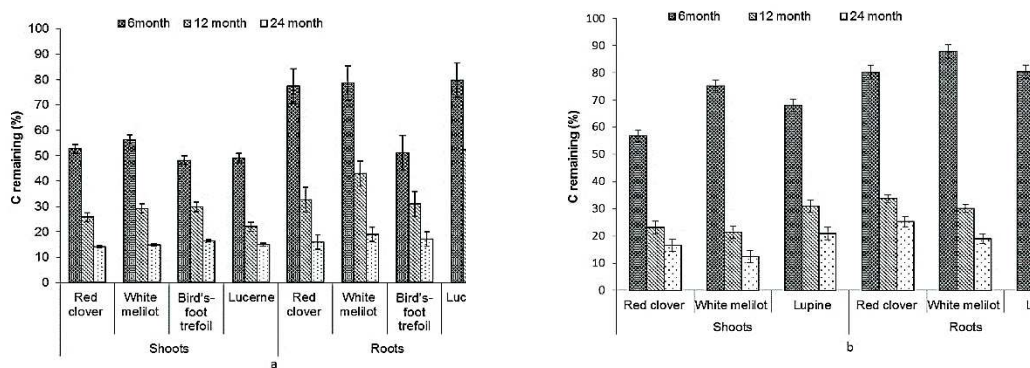 6month 12 month 24 month
C remaining (%)
100
90
80
70
60
50
40
30
20
10
0
Red clover
White melilot
Bird's-foot trefoil
Lucerne
Red clover
White melilot
Bird's-foot trefoil
Luc
Shoots Roots
a
6month 12 month 24 month
C remaining (%)
100
90
80
70
60
50
40
30
20
10
0
Red clover White melilot Lupine Red clover White melilot L
Shoots Roots
b